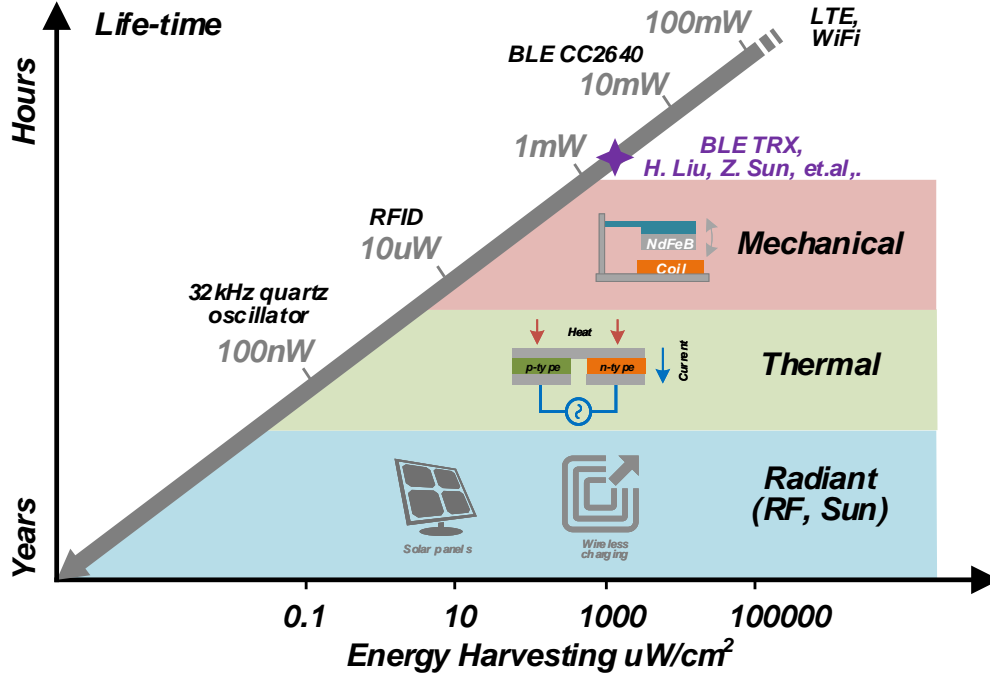 Life-time
Hours
Years
LTE,
WiFi
100mW
BLE CC2640
10mW
1mW
BLE TRX,
H. Liu, Z. Sun, et.al,.
RFID
10uW
32kHz quartz
oscillator
100nW
NdFeB
Coil
Mechanical
Heat
p-type
n-type
Current
Thermal
Solar panels
Wireless
charging
Radiant
(RF, Sun)
0.1
10
1000
100000
Energy Harvesting uW/cm²